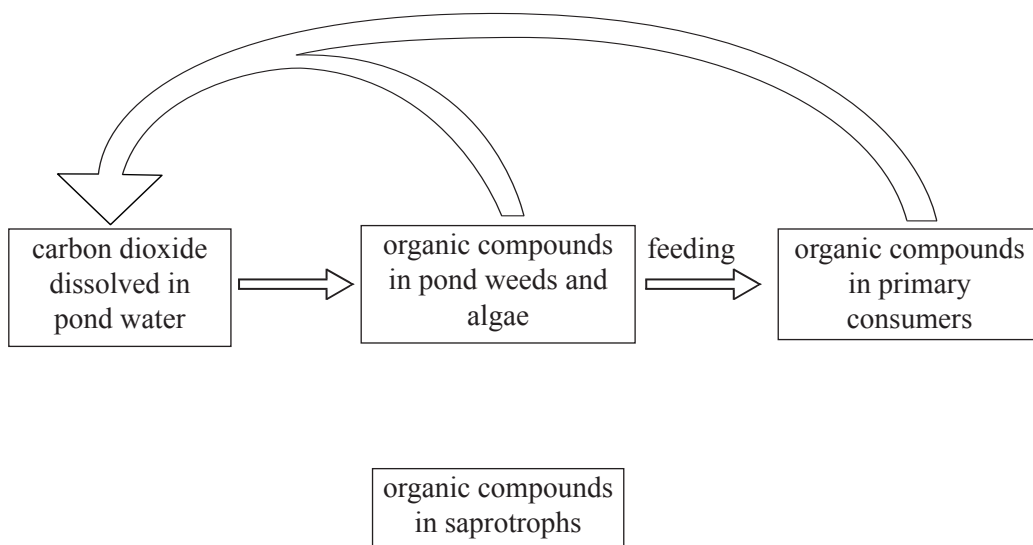 carbon dioxide
dissolved in
pond water
organic compounds
in pond weeds and
algae
feeding
organic compounds
in primary
consumers
organic compounds
in saprotrophs